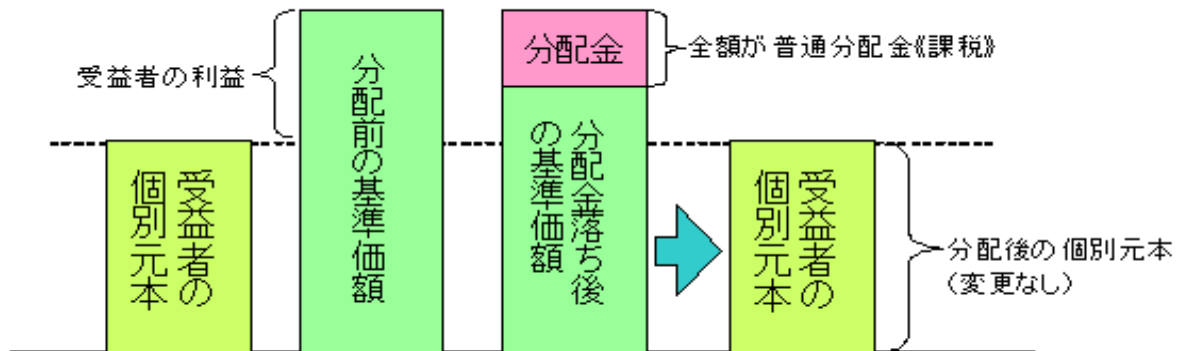 受益者の利益
受益者の
個別元本
分配前の基準価額
分配金
全額が普通分配金《課税》
分配金落ち後
の基準価額
受益者の
個別元本
分配後の個別元本
（変更なし）